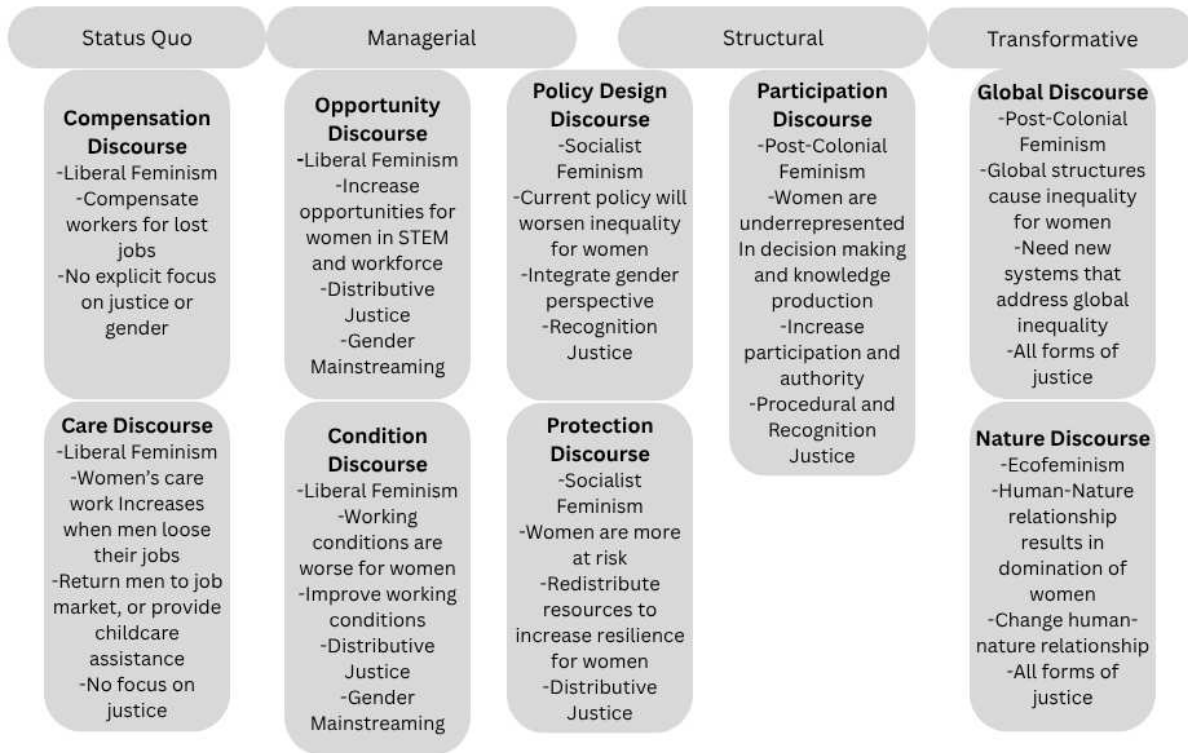 Status Quo
Managerial
Structural
Transformative
Compensation
Discourse
-Liberal Feminism
-Compensate
workers for lost
jobs
-No explicit focus
on justice or
gender
Opportunity
Discourse
-Liberal Feminism
-Increase
opportunities for
women in STEM
and workforce
-Distributive
Justice
-Gender
Mainstreaming
Policy Design
Discourse
-Socialist
Feminism
-Current policy will
worsen inequality
for women
-Integrate gender
perspective
-Recognition
Justice
Participation
Discourse
-Post-Colonial
Feminism
-Women are
underrepresented
In decision making
and knowledge
production
-Increase
participation and
authority
-Procedural and
Recognition
Justice
Global Discourse
-Post-Colonial
Feminism
-Global structures
cause inequality
for women
-Need new
systems that
address global
inequality
-All forms of
justice
Care Discourse
-Liberal Feminism
-Women’s care
work Increases
when men loose
their jobs
-Return men to job
market, or provide
childcare
assistance
-No focus on
justice
Condition
Discourse
-Liberal Feminism
-Working
conditions are
worse for women
-Improve working
conditions
-Distributive
Justice
-Gender
Mainstreaming
Protection
Discourse
-Socialist
Feminism
-Women are more
at risk
-Redistribute
resources to
increase resilience
for women
-Distributive
Justice
Nature Discourse
-Ecofeminism
-Human-Nature
relationship
results in
domination of
women
-Change human-
nature relationship
-All forms of
justice